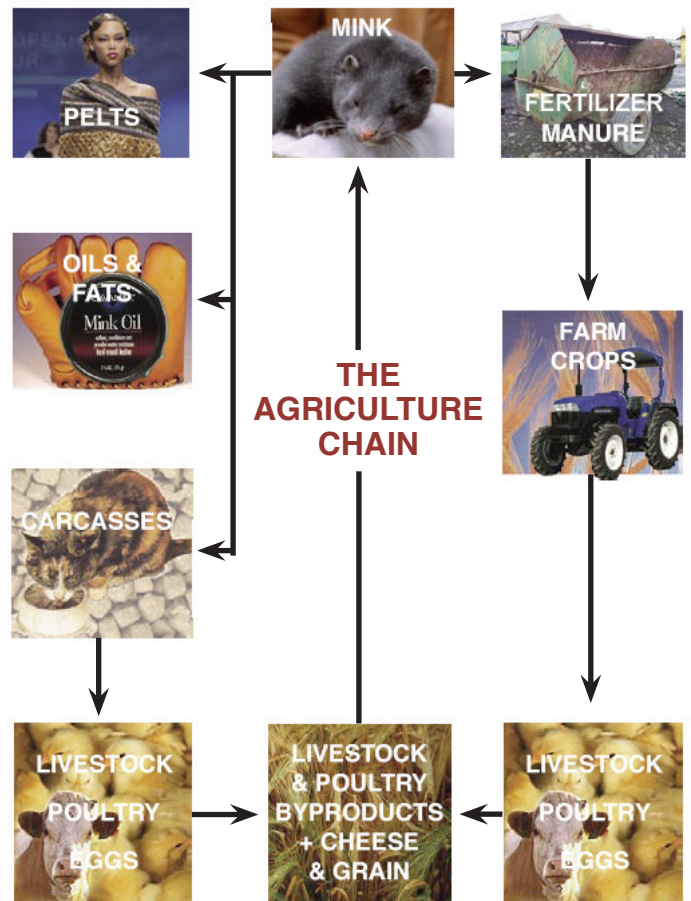 MINK
PELTS
FERTILIZER
MANURE
OILS &
FATS
Mink Oil
FARM
CROPS
THE
AGRICULTURE
CHAIN
CARCASSES
LIVESTOCK
POULTRY
EGGS
LIVESTOCK
& POULTRY
BYPRODUCTS
+ CHEESE
& GRAIN
LIVESTOCK
POULTRY
EGGS